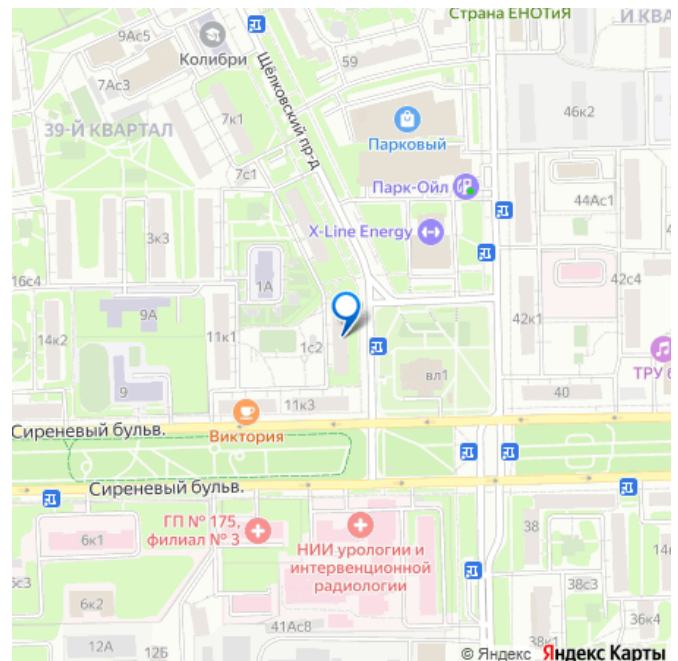 Страна ЕНОТиЯ
Й КВА
9Ас5
Колибри
59
Щёлковский пр-д
7Ас3
46к2
7к1
39-Й КВАРТАЛ
Парковый
7с1
Парк-Ойл
44Ас1
X-Line Energy
3к3
16с4
1А
42с4
9А
42к1
14к2
11к1
1с2
вл1
ТРУ
9
40
11к3
Сиреневый бульв.
Виктория
Сиреневый бульв.
ГП № 175,
филиал № 3
6к1
НИИ урологии и
интервенционной
радиологии
38
14
5с3
38с3
6к2
36к4
41Ас8
12А
12Б
38к1
© Яндекс Яндекс Карты